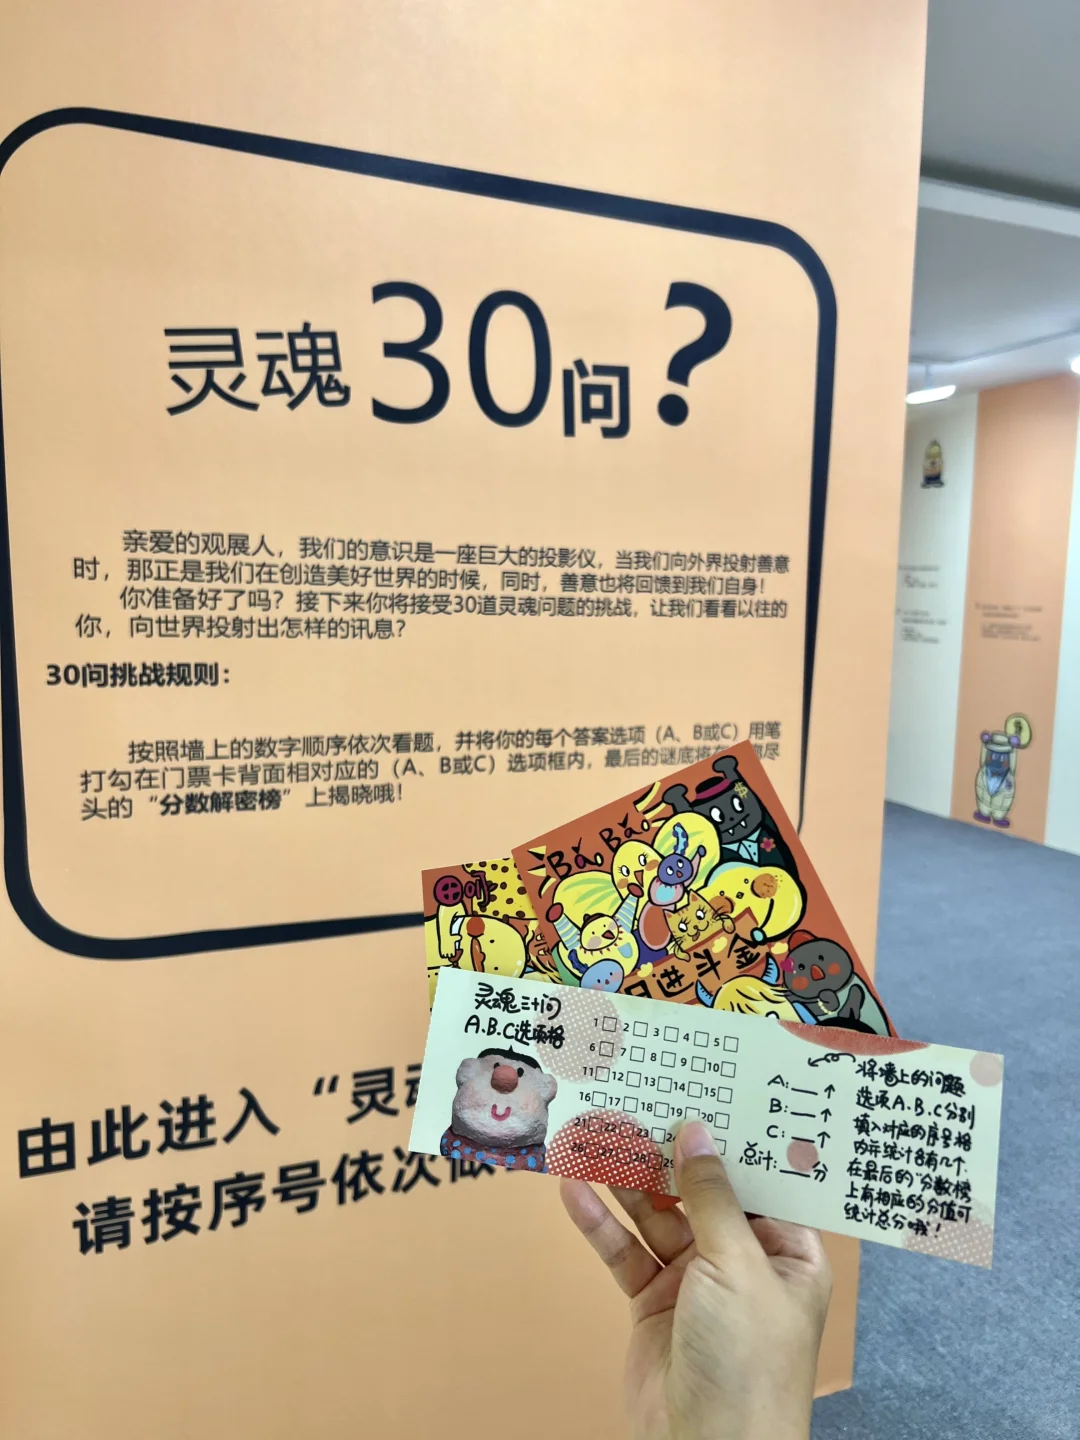 灵魂30问?
亲爱的观展人，我们的意识是一座巨大的投影仪，当我们向外界投射善意
时，那正是我们在创造美好世界的时候，同时，善意也将回馈到我们自身！
你准备好了吗？接下来你将接受30道灵魂问题的挑战，让我们看看以往的
你，向世界投射出怎样的讯息？
30问挑战规则：
按照墙上的数字顺序依次看题，并将你的每个答案选项（A、B或C）用笔
打勾在门票卡背面相对应的（A、B或C）选项框内，最后的谜底将在
尽
头的“分数解密榜”上揭晓哦！
由此进入“灵
请按序号依次做
BaoBao
灵魂三十问
A.B.C选项格
1 2 3 4 5
6 7 8 9 10
11 12 13 14 15
16 17 18 19 20
21 22 23
26 27 28 29
A: ↑
B: ↑
C: ↑
总计: 分
将墙上的问题
选项A.B.C分别
填入对应的序号格
内并统计各有几个.
在最后的“分数榜
上有相应的分值可
统计总分哦！